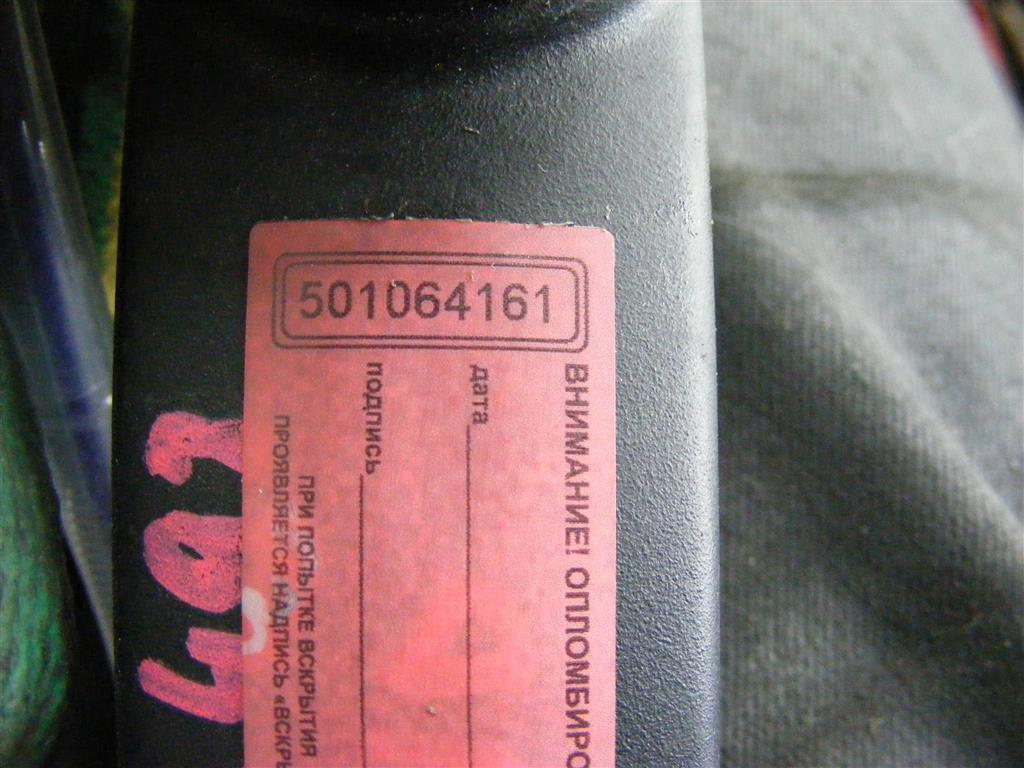 501064161
ВНИМАНИЕ! ОПЛОМБИРО
дата
подпись
ПРИ ПОПЫТКЕ ВСКРЫТИЯ
ПРОЯВЛЯЕТСЯ НАДПИСЬ «ВСКРЫ